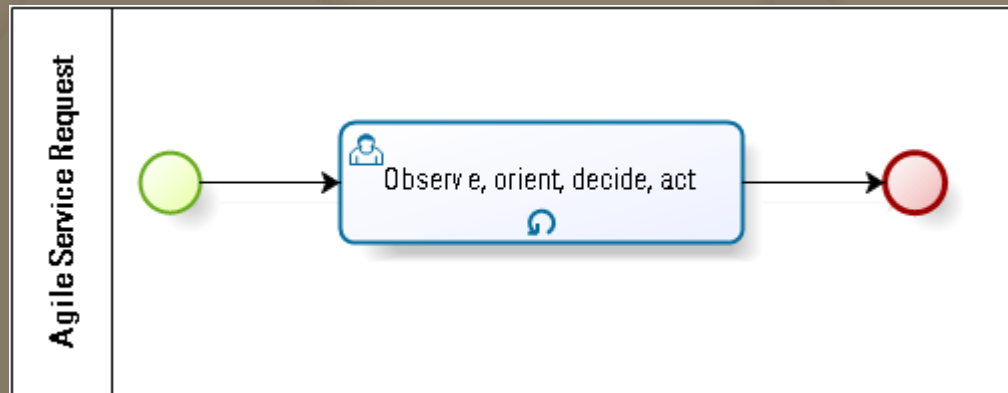 Agile Service Request
Observe, orient, decide, act